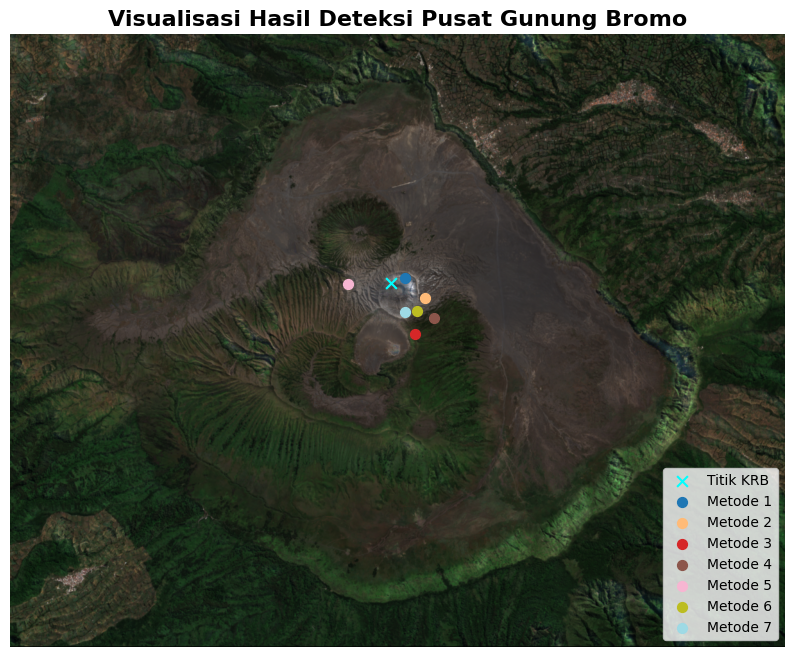 Visualisasi Hasil Deteksi Pusat Gunung Bromo
Titik KRB
Metode 1
Metode 2
Metode 3
Metode 4
Metode 5
Metode 6
Metode 7